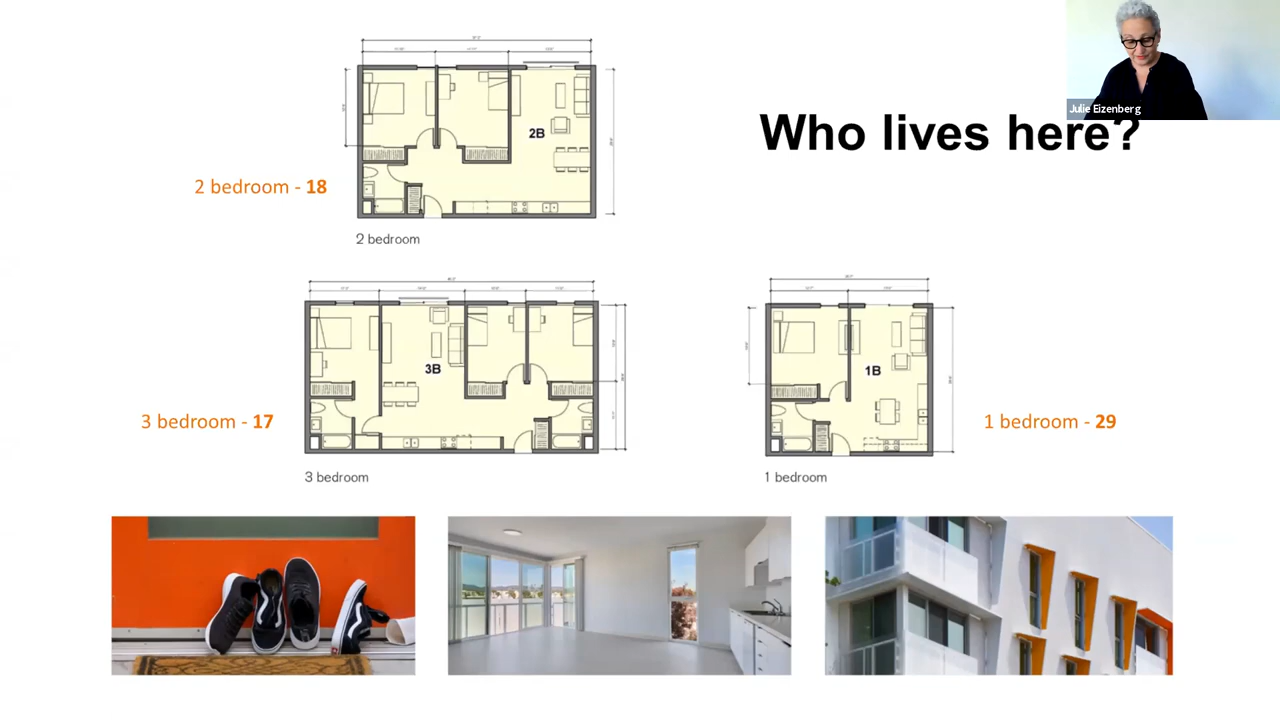 Julie Eizenberg
Who lives here?
2B
2 bedroom - 18
2 bedroom
3B
3 bedroom - 17
3 bedroom
1B
1 bedroom - 29
1 bedroom